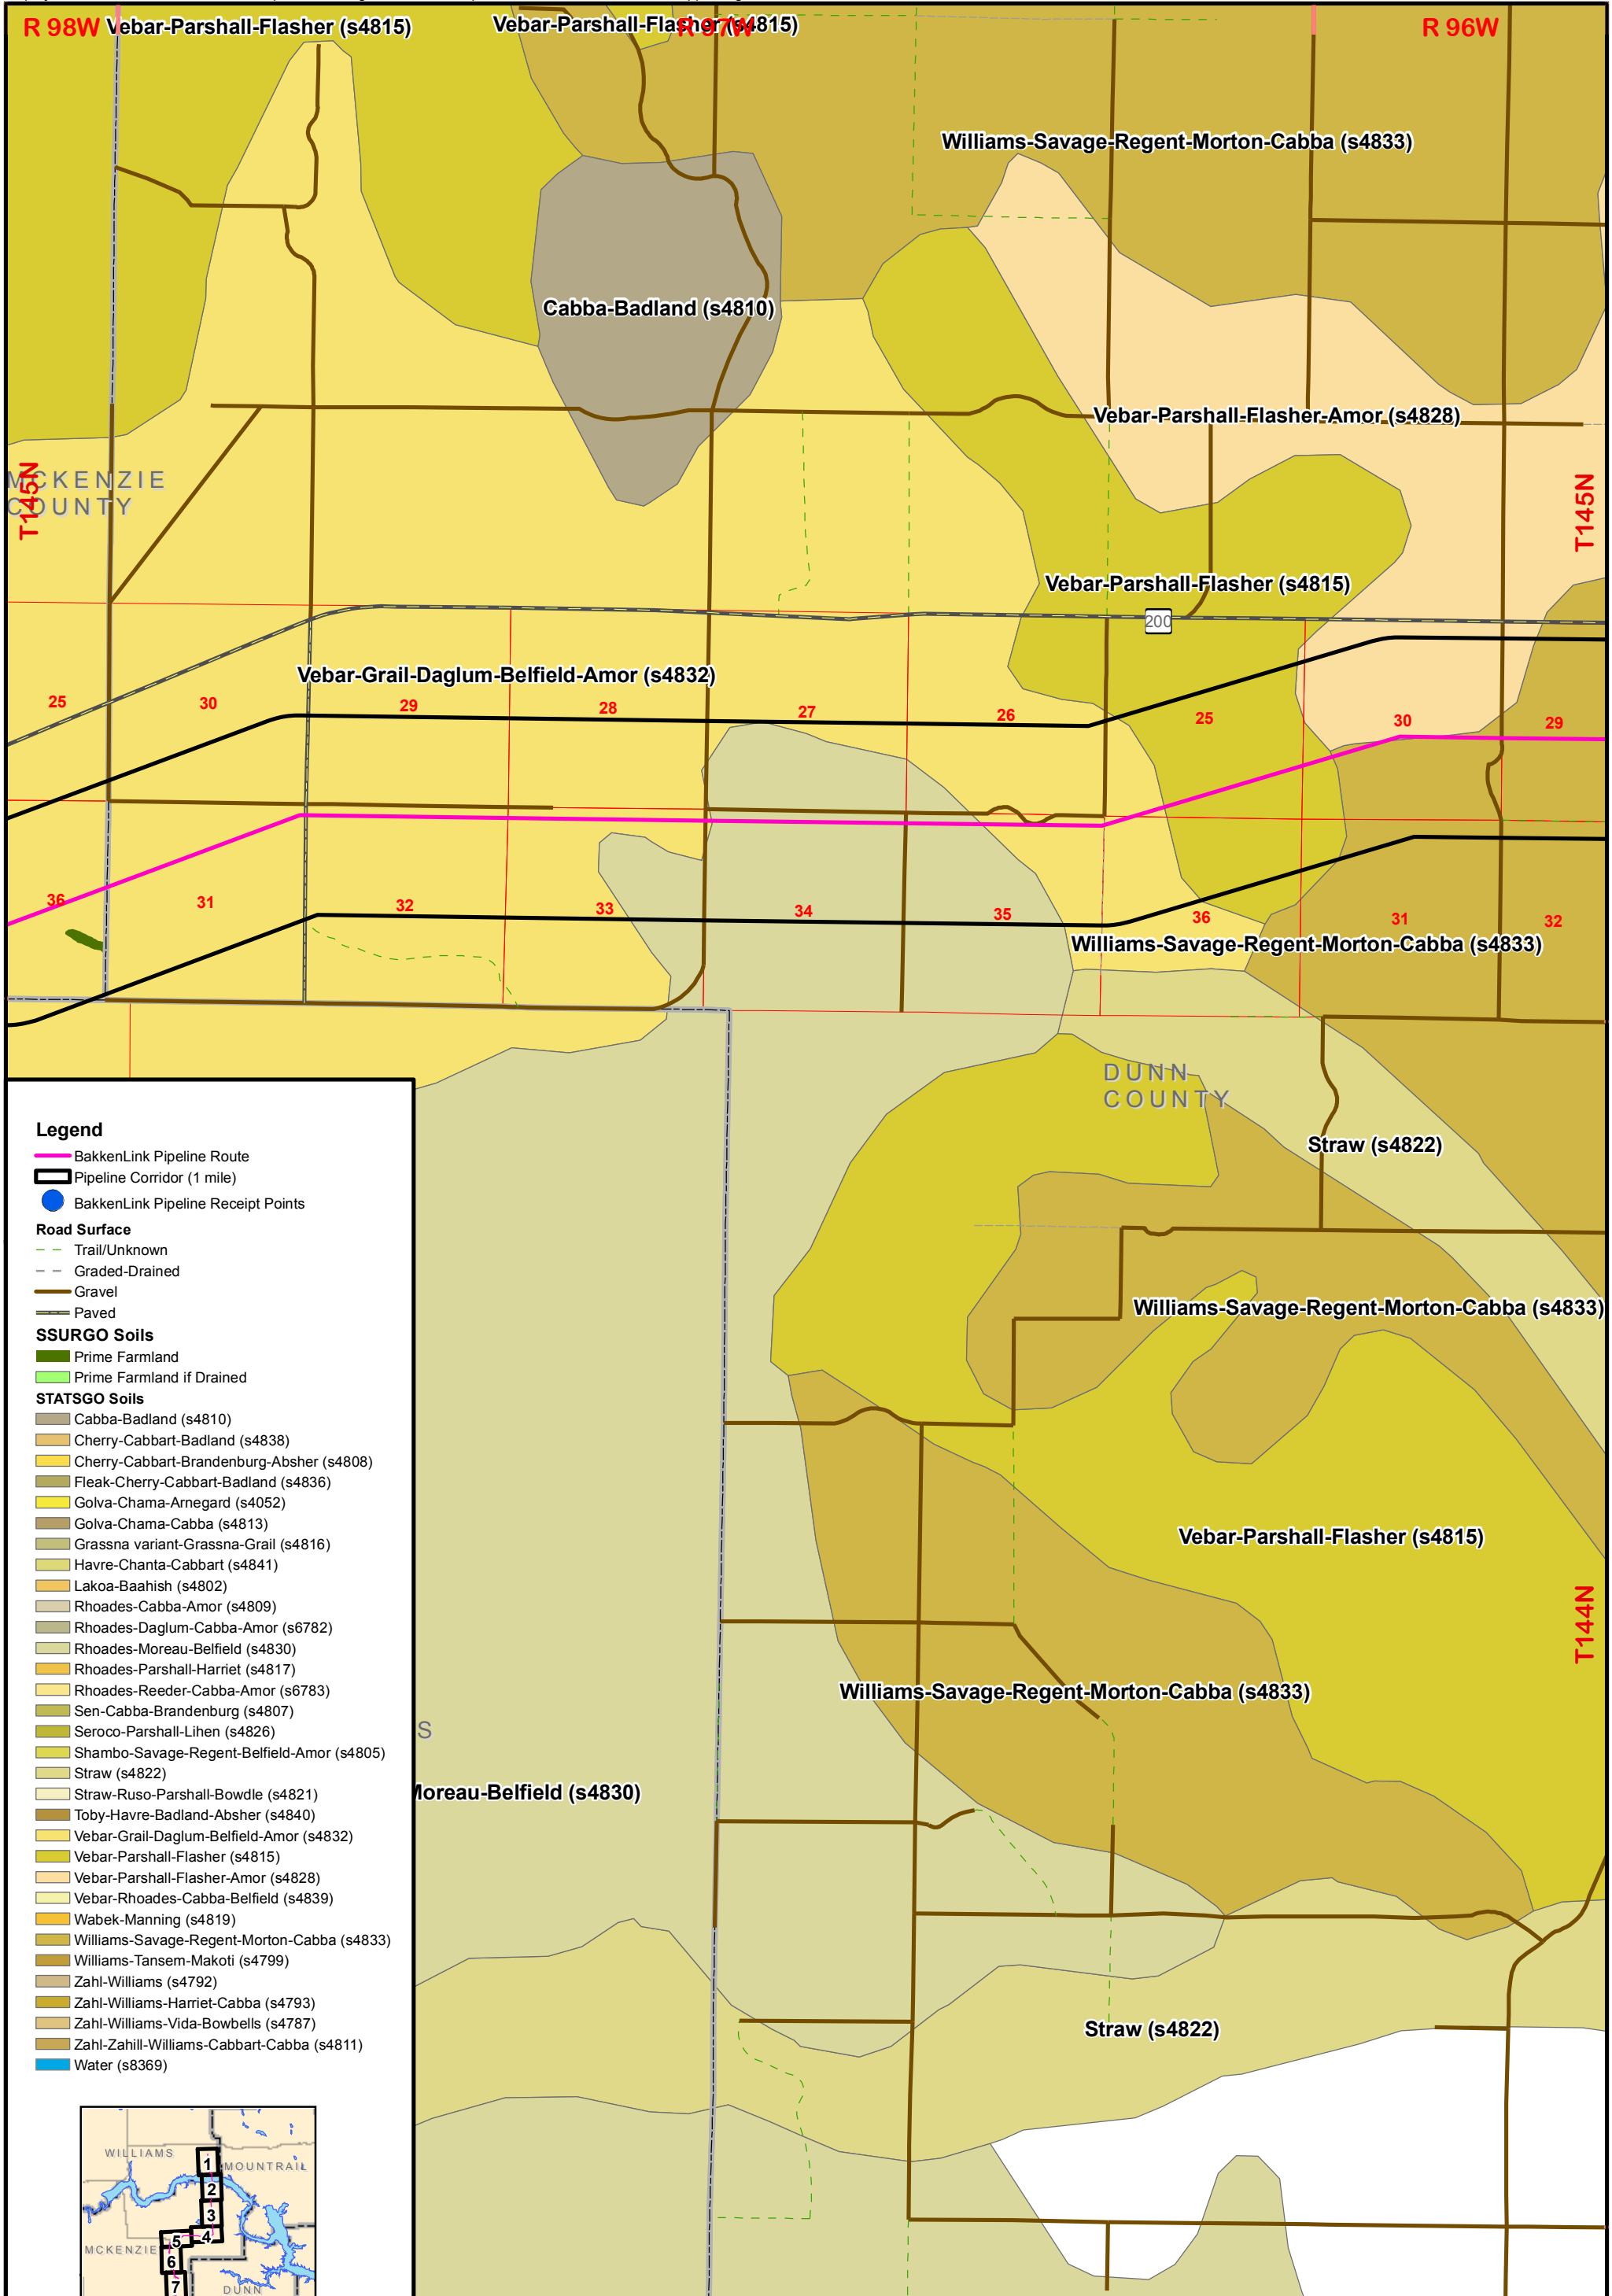 R 98W
Vebar-Parshall-Flasher (s4815)
Vebar-Parshall-Flasher (s4815)
R 97W
R 96W
Williams-Savage-Regent-Morton-Cabba (s4833)
Cabba-Badland (s4810)
Vebar-Parshall-Flasher-Amor (s4828)
MCKENZIE
COUNTY
T145N
T145N
Vebar-Parshall-Flasher (s4815)
200
Vebar-Grail-Daglum-Belfield-Amor (s4832)
25
30
29
28
27
26
25
30
29
36
31
32
33
34
35
36
31
32
Williams-Savage-Regent-Morton-Cabba (s4833)
DUNN
COUNTY
Straw (s4822)
Williams-Savage-Regent-Morton-Cabba (s4833)
Vebar-Parshall-Flasher (s4815)
T144N
Williams-Savage-Regent-Morton-Cabba (s4833)
S
Moreau-Belfield (s4830)
Straw (s4822)
Legend
BakkenLink Pipeline Route
Pipeline Corridor (1 mile)
BakkenLink Pipeline Receipt Points
Road Surface
Trail/Unknown
Graded-Drained
Gravel
Paved
SSURGO Soils
Prime Farmland
Prime Farmland if Drained
STATSGO Soils
Cabba-Badland (s4810)
Cherry-Cabbart-Badland (s4838)
Cherry-Cabbart-Brandenburg-Absher (s4808)
Fleak-Cherry-Cabbart-Badland (s4836)
Golva-Chama-Arnegard (s4052)
Golva-Chama-Cabba (s4813)
Grassna variant-Grassna-Grail (s4816)
Havre-Chanta-Cabbart (s4841)
Lakoa-Baahish (s4802)
Rhoades-Cabba-Amor (s4809)
Rhoades-Daglum-Cabba-Amor (s6782)
Rhoades-Moreau-Belfield (s4830)
Rhoades-Parshall-Harriet (s4817)
Rhoades-Reeder-Cabba-Amor (s6783)
Sen-Cabba-Brandenburg (s4807)
Seroco-Parshall-Lihen (s4826)
Shambo-Savage-Regent-Belfield-Amor (s4805)
Straw (s4822)
Straw-Ruso-Parshall-Bowdle (s4821)
Toby-Havre-Badland-Absher (s4840)
Vebar-Grail-Daglum-Belfield-Amor (s4832)
Vebar-Parshall-Flasher (s4815)
Vebar-Parshall-Flasher-Amor (s4828)
Vebar-Rhoades-Cabba-Belfield (s4839)
Wabek-Manning (s4819)
Williams-Savage-Regent-Morton-Cabba (s4833)
Williams-Tansem-Makoti (s4799)
Zahl-Williams (s4792)
Zahl-Williams-Harriet-Cabba (s4793)
Zahl-Williams-Vida-Bowbells (s4787)
Zahl-Zahill-Williams-Cabbart-Cabba (s4811)
Water (s8369)
WILLIAMS
MOUNTRAIL
1
2
3
4
5
6
7
MCKENZIE
DUNN